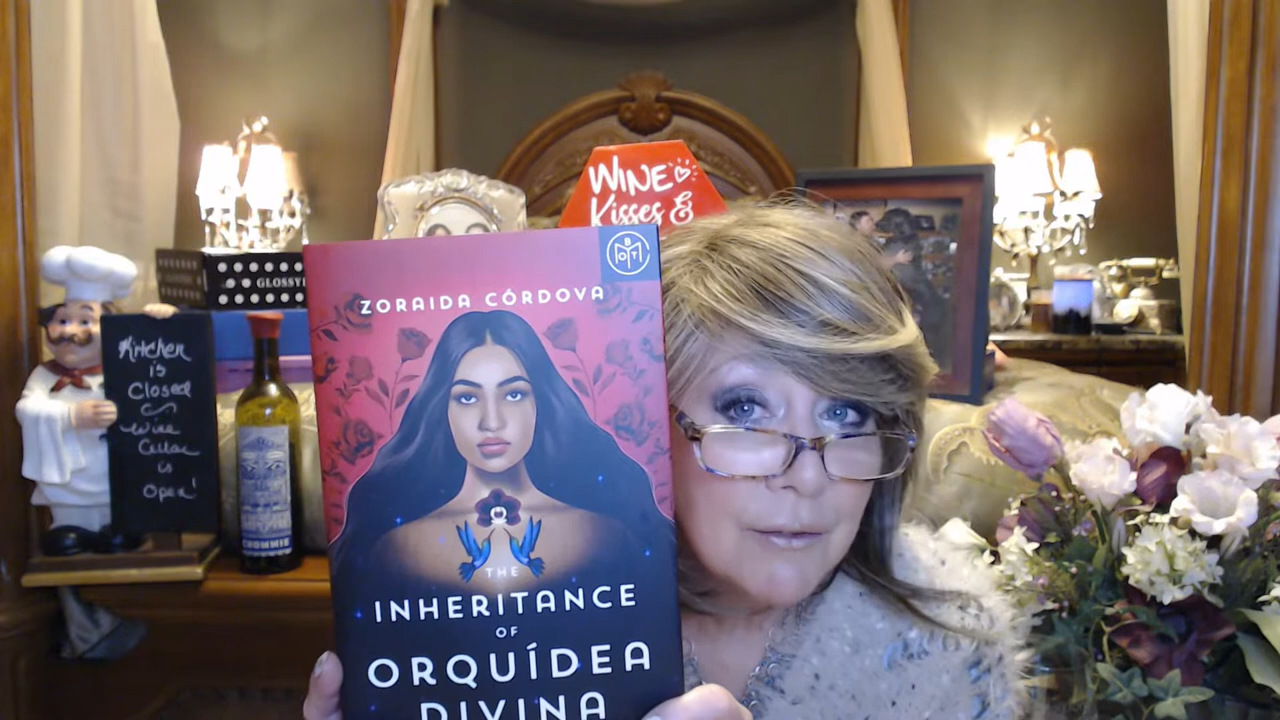 WINE
Kisses &
GLOSSY
BOTM
ZORAIDA CÓRDOVA
Kitchen
is
Closed
Wine
Cellar
is
Open!
THE
INHERITANCE
OF
ORQUÍDEA
DIVINA